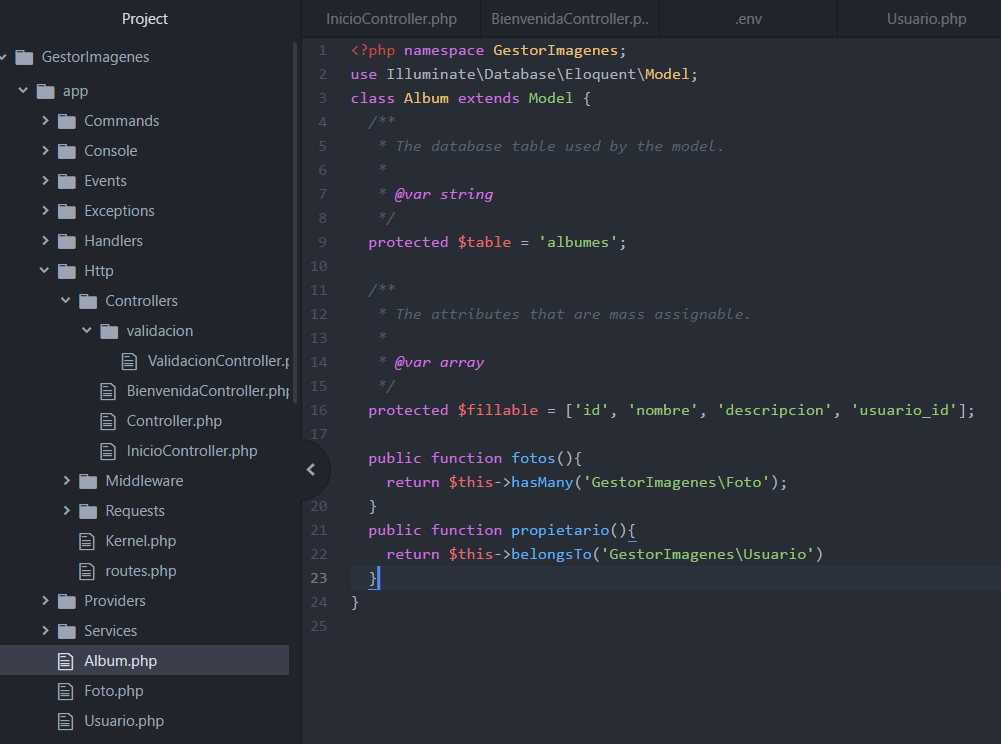 Project
InicioController.php
BienvenidaController.p..
.env
Usuario.php
GestorImagenes
app
Commands
Console
Events
Exceptions
Handlers
Http
Controllers
validacion
ValidacionController.p
BienvenidaController.php
Controller.php
InicioController.php
Middleware
Requests
Kernel.php
routes.php
Providers
Services
Album.php
Foto.php
Usuario.php
1 <?php namespace GestorImagenes;
2 use Illuminate\Database\Eloquent\Model;
3 class Album extends Model {
4 /**
5 * The database table used by the model.
6 *
7 * @var string
8 */
9 protected $table = 'albumes';
10
11 /**
12 * The attributes that are mass assignable.
13 *
14 * @var array
15 */
16 protected $fillable = ['id', 'nombre', 'descripcion', 'usuario_id'];
17
public function fotos(){
return $this->hasMany('GestorImagenes\Foto');
20 }
21 public function propietario(){
22 return $this->belongsTo('GestorImagenes\Usuario')
23 }
24 }
25